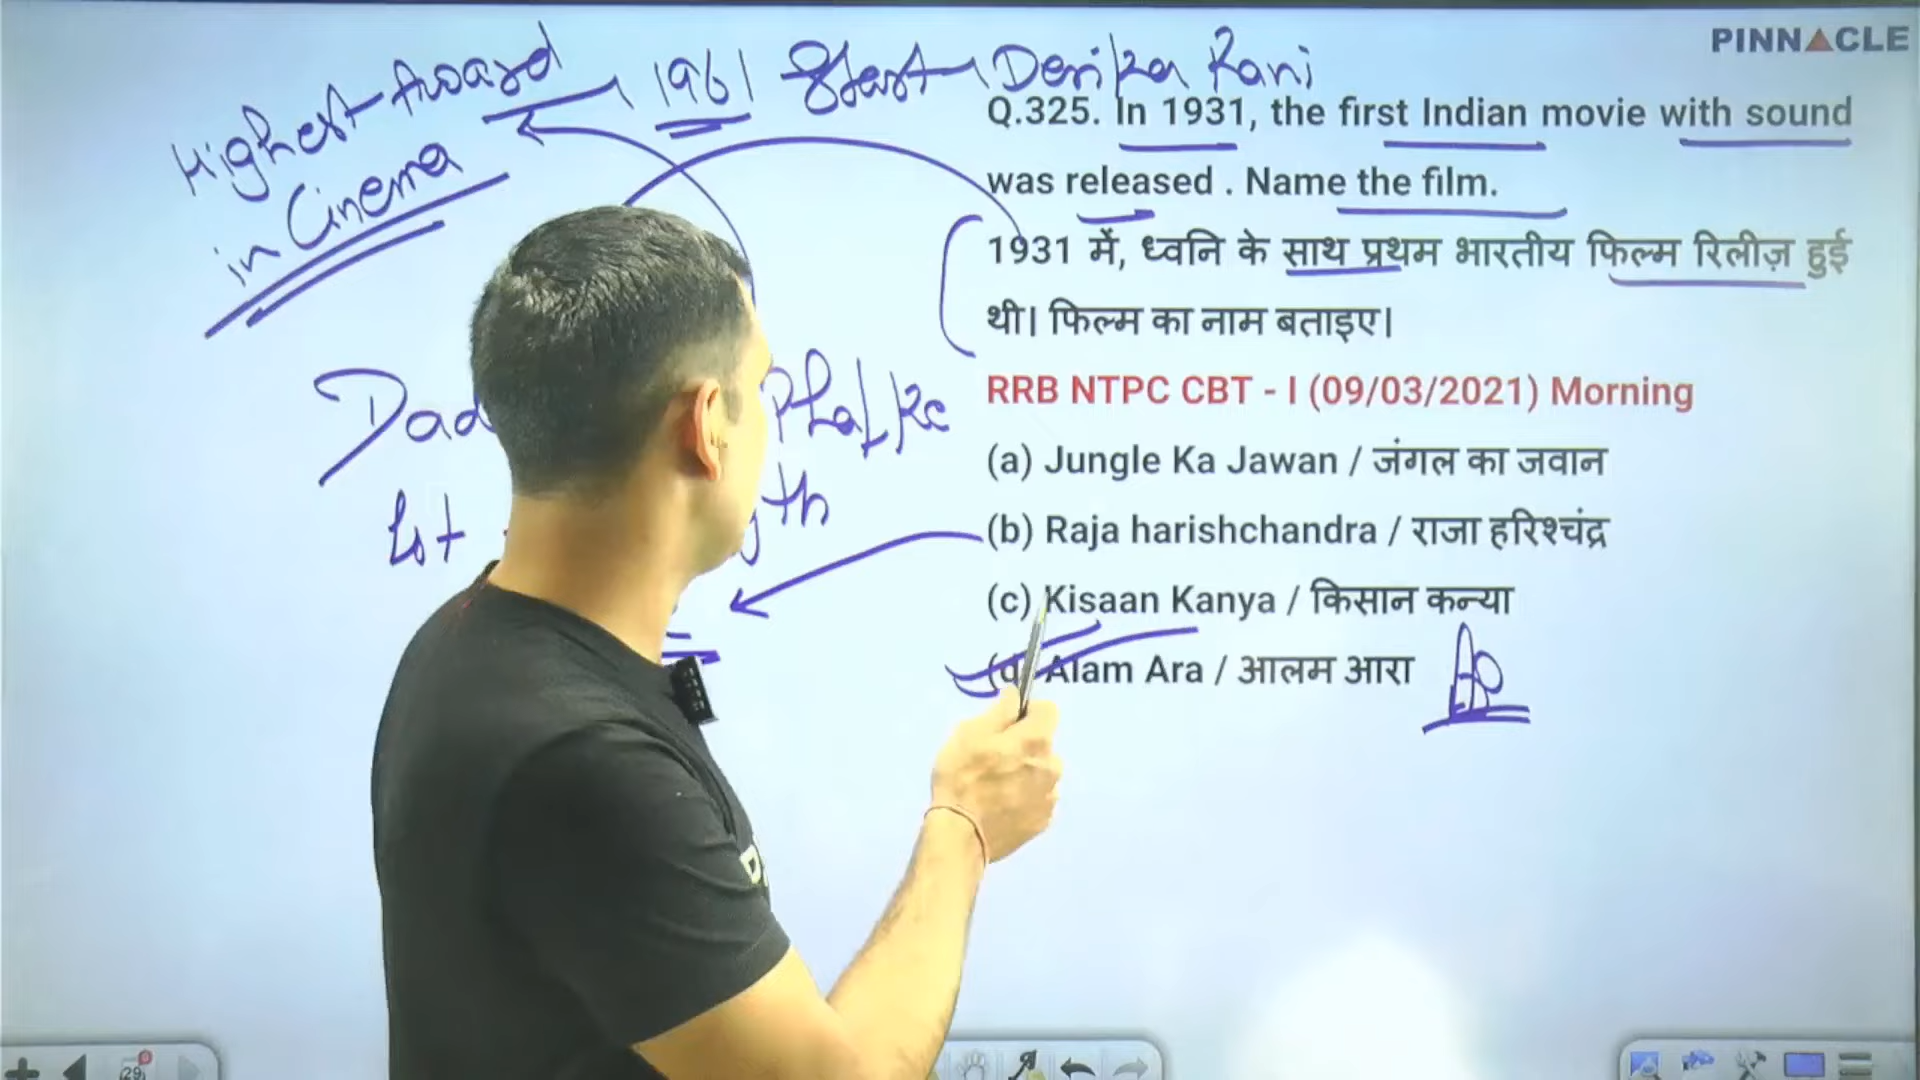 PINNACLE
Highest Award
in Cinema
1961 Start Devika Rani
Q.325. In 1931, the first Indian movie with sound
was released . Name the film.
1931 में, ध्वनि के साथ प्रथम भारतीय फिल्म रिलीज़ हुई
थी। फिल्म का नाम बताइए।
RRB NTPC CBT - I (09/03/2021) Morning
(a) Jungle Ka Jawan / जंगल का जवान
(b) Raja harishchandra / राजा हरिश्चंद्र
(c) Kisaan Kanya / किसान कन्या
(d) Alam Ara / आलम आरा
Phalke
29